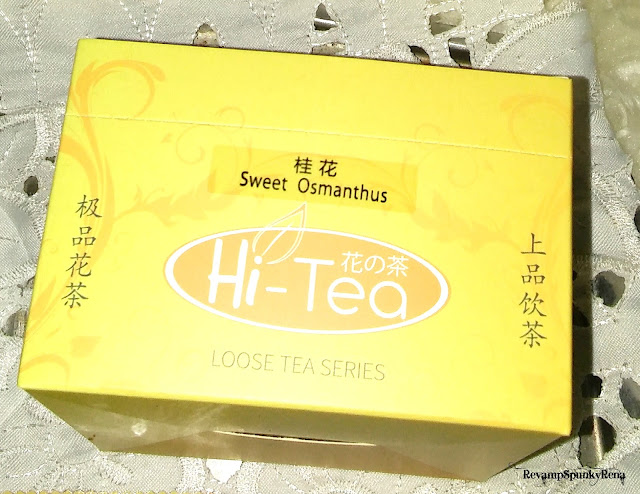 桂花
Sweet Osmanthus
极品花茶
Hi-Tea
花の茶
上品饮茶
LOOSE TEA SERIES
RevampSpunkyRena